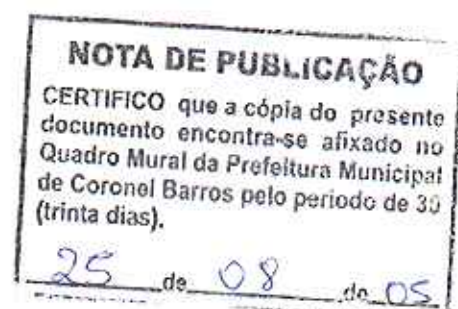 NOTA DE PUBLICAÇÃO
CERTIFICO que a cópia do presente
documento encontra-se afixado no
Quadro Mural da Prefeitura Municipal
de Coronel Barros pelo periodo de 30
(trinta dias).
25 de 08 de 05